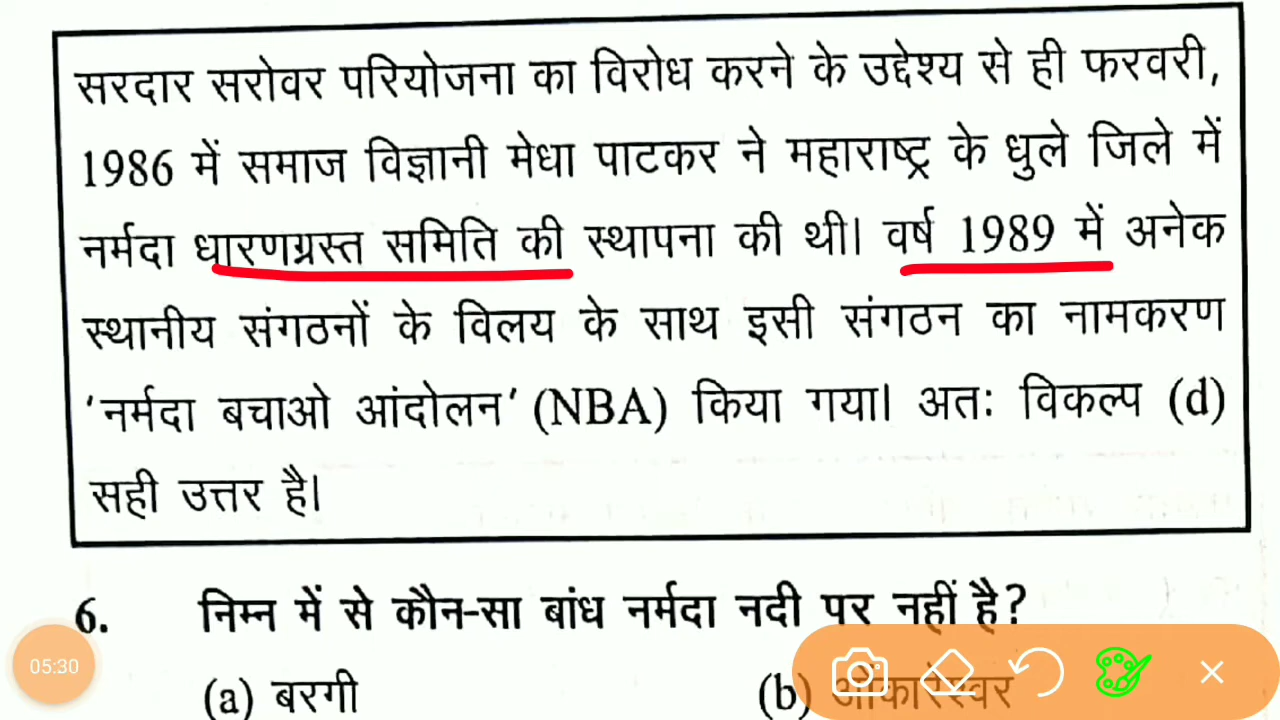 सरदार सरोवर परियोजना का विरोध करने के उद्देश्य से ही फरवरी,
1986 में समाज विज्ञानी मेधा पाटकर ने महाराष्ट्र के धुले जिले में
नर्मदा धारणग्रस्त समिति की स्थापना की थी। वर्ष 1989 में अनेक
स्थानीय संगठनों के विलय के साथ इसी संगठन का नामकरण
'नर्मदा बचाओ आंदोलन' (NBA) किया गया। अतः विकल्प (d)
सही उत्तर है।
6. निम्न में से कौन-सा बांध नर्मदा नदी पर नहीं है?
05:30
(a) बरगी (b) ओंकारेश्वर